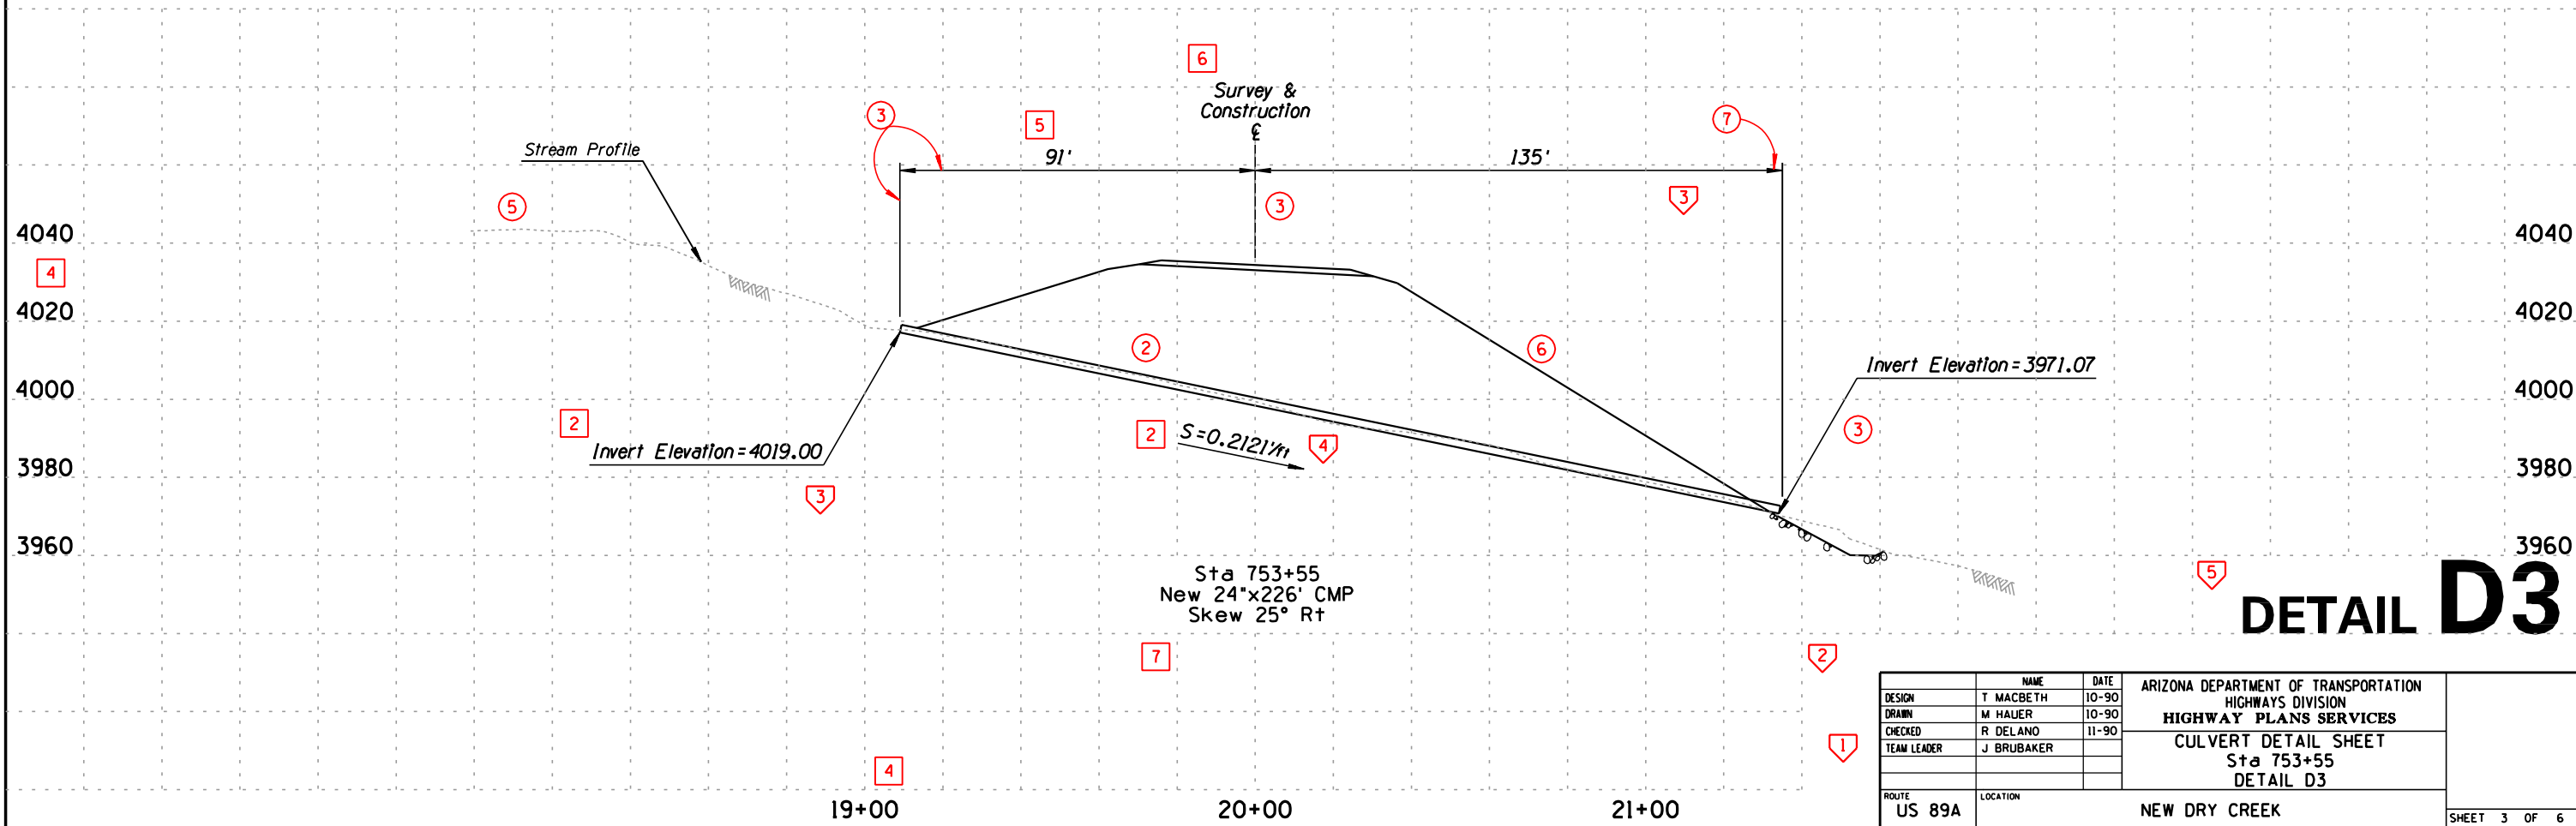 6
Survey &
Construction
℄
3
5
7
Stream Profile
91'
135'
5
3
3
4040
4040
4
4020
4020
2
6
Invert Elevation=3971.07
4000
4000
2
2
S=0.2121'/ft
4
3
Invert Elevation=4019.00
3980
3980
3
3960
3960
Sta 753+55
New 24"x226' CMP
Skew 25° Rt
5
DETAIL D3
7
2
NAME DATE
DESIGN T MACBETH 10-90
DRAWN M HAUER 10-90
CHECKED R DELANO 11-90
TEAM LEADER J BRUBAKER
ARIZONA DEPARTMENT OF TRANSPORTATION
HIGHWAYS DIVISION
HIGHWAY PLANS SERVICES
CULVERT DETAIL SHEET
Sta 753+55
DETAIL D3
1
4
19+00
20+00
21+00
ROUTE
US 89A
LOCATION
NEW DRY CREEK
SHEET 3 OF 6